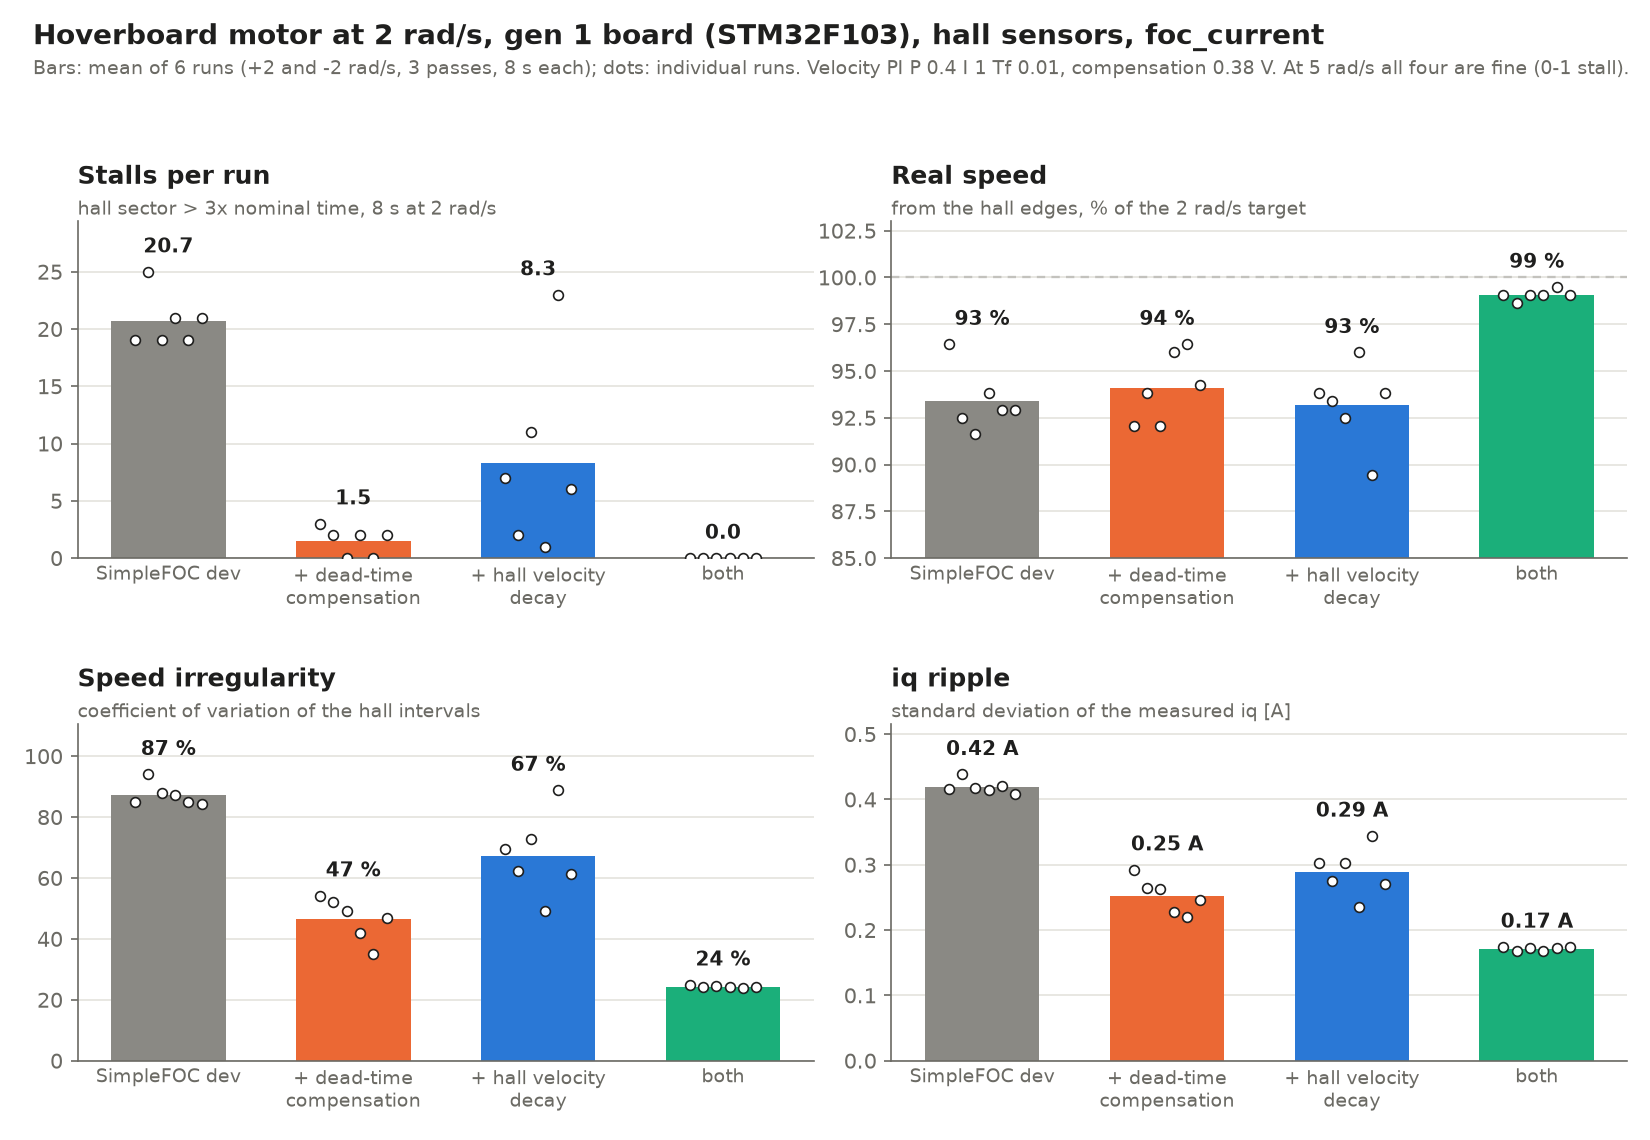 Hoverboard motor at 2 rad/s, gen 1 board (STM32F103), hall sensors, foc_current
Bars: mean of 6 runs (+2 and -2 rad/s, 3 passes, 8 s each); dots: individual runs. Velocity PI P 0.4 I 1 Tf 0.01, compensation 0.38 V. At 5 rad/s all four are fine (0-1 stall).
Stalls per run
hall sector > 3x nominal time, 8 s at 2 rad/s
25
20
15
10
5
0
20.7
1.5
8.3
0.0
SimpleFOC dev
+ dead-time
compensation
+ hall velocity
decay
both
Real speed
from the hall edges, % of the 2 rad/s target
102.5
100.0
97.5
95.0
92.5
90.0
87.5
85.0
93 %
94 %
93 %
99 %
SimpleFOC dev
+ dead-time
compensation
+ hall velocity
decay
both
Speed irregularity
coefficient of variation of the hall intervals
100
80
60
40
20
0
87 %
47 %
67 %
24 %
SimpleFOC dev
+ dead-time
compensation
+ hall velocity
decay
both
iq ripple
standard deviation of the measured iq [A]
0.5
0.4
0.3
0.2
0.1
0.0
0.42 A
0.25 A
0.29 A
0.17 A
SimpleFOC dev
+ dead-time
compensation
+ hall velocity
decay
both